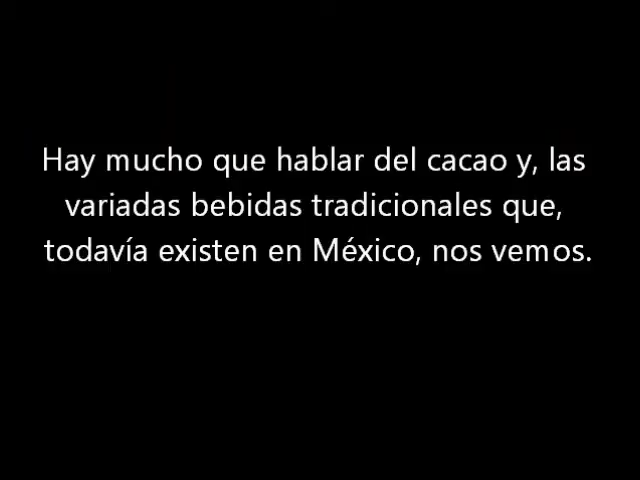 Hay mucho que hablar del cacao y, las
variadas bebidas tradicionales que,
todavía existen en México, nos vemos.